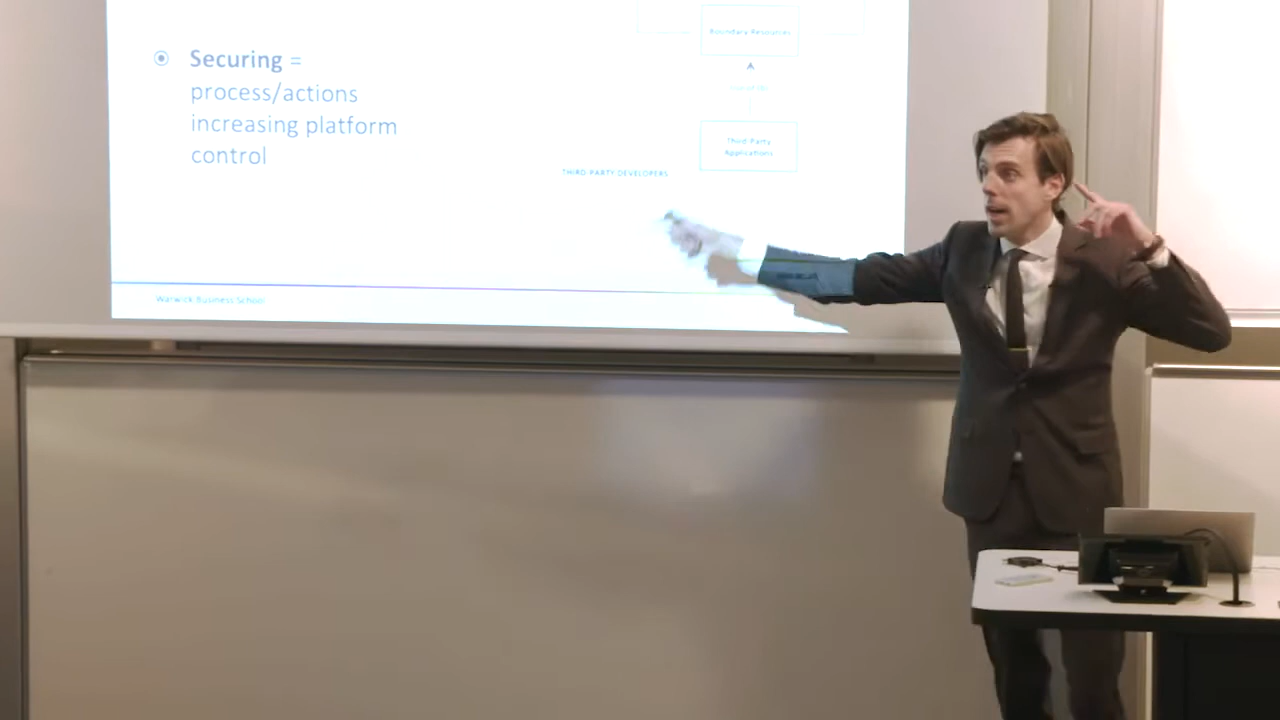 Boundary Resources
Securing =
process/actions
increasing platform
control
Third-Party
Applications
THIRD-PARTY DEVELOPERS
Warwick Business School